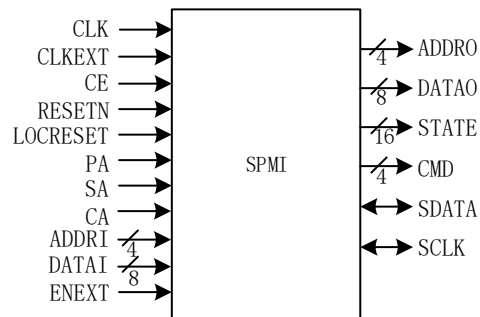 CLK
CLKEXT
CE
RESETN
LOCRESET
PA
SA
CA
ADDRI 4
DATAI 8
ENEXT
SPMI
4 ADDRO
8 DATAO
16 STATE
4 CMD
SDATA
SCLK